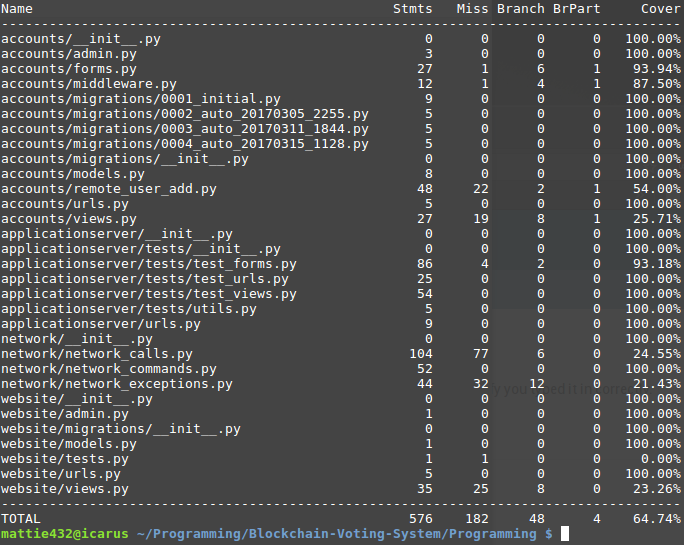 Name Stmts Miss Branch BrPart Cover
--------------------------------------------------------------------------------------
accounts/__init__.py 0 0 0 0 100.00%
accounts/admin.py 3 0 0 0 100.00%
accounts/forms.py 27 1 6 1 93.94%
accounts/middleware.py 12 1 4 1 87.50%
accounts/migrations/0001_initial.py 9 0 0 0 100.00%
accounts/migrations/0002_auto_20170305_2255.py 5 0 0 0 100.00%
accounts/migrations/0003_auto_20170311_1844.py 5 0 0 0 100.00%
accounts/migrations/0004_auto_20170315_1128.py 5 0 0 0 100.00%
accounts/migrations/__init__.py 0 0 0 0 100.00%
accounts/models.py 8 0 0 0 100.00%
accounts/remote_user_add.py 48 22 2 1 54.00%
accounts/urls.py 5 0 0 0 100.00%
accounts/views.py 27 19 8 1 25.71%
applicationserver/__init__.py 0 0 0 0 100.00%
applicationserver/tests/__init__.py 0 0 0 0 100.00%
applicationserver/tests/test_forms.py 86 4 2 0 93.18%
applicationserver/tests/test_urls.py 25 0 0 0 100.00%
applicationserver/tests/test_views.py 54 0 0 0 100.00%
applicationserver/tests/utils.py 5 0 0 0 100.00%
applicationserver/urls.py 9 0 0 0 100.00%
network/__init__.py 0 0 0 0 100.00%
network/network_calls.py 104 77 6 0 24.55%
network/network_commands.py 52 0 0 0 100.00%
network/network_exceptions.py 44 32 12 0 21.43%
website/__init__.py 0 0 0 0 100.00%
website/admin.py 1 0 0 0 100.00%
website/migrations/__init__.py 0 0 0 0 100.00%
website/models.py 1 0 0 0 100.00%
website/tests.py 1 1 0 0 0.00%
website/urls.py 5 0 0 0 100.00%
website/views.py 35 25 8 0 23.26%
--------------------------------------------------------------------------------------
TOTAL 576 182 48 4 64.74%
mattie432@icarus ~/Programming/Blockchain-Voting-System/Programming $